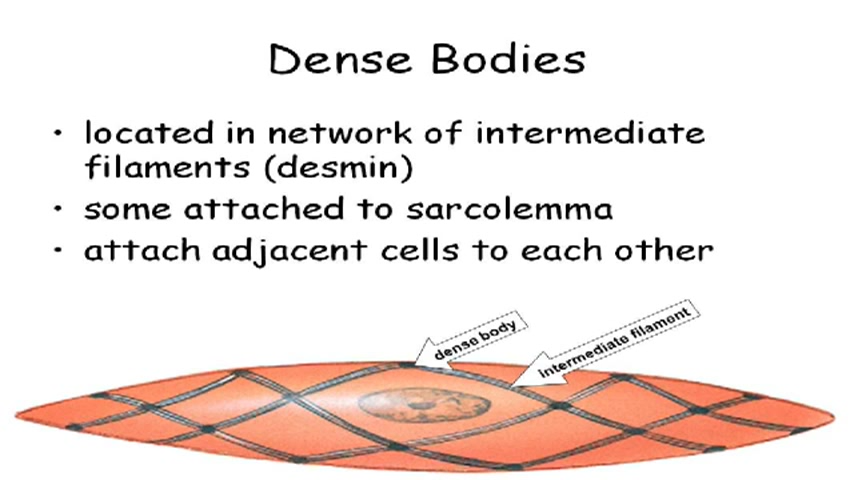 Dense Bodies
• located in network of intermediate
filaments (desmin)
• some attached to sarcolemma
• attach adjacent cells to each other
dense body
intermediate filament